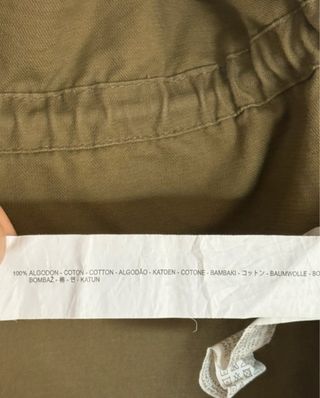 100% ALGODON - COTON - COTTON - ALGODÃO - KATOEN - COTONE - BAMBAKI - コットン - BAUMWOLLE - BO
BOMBAŽ - 棉 - 면 - KATUN